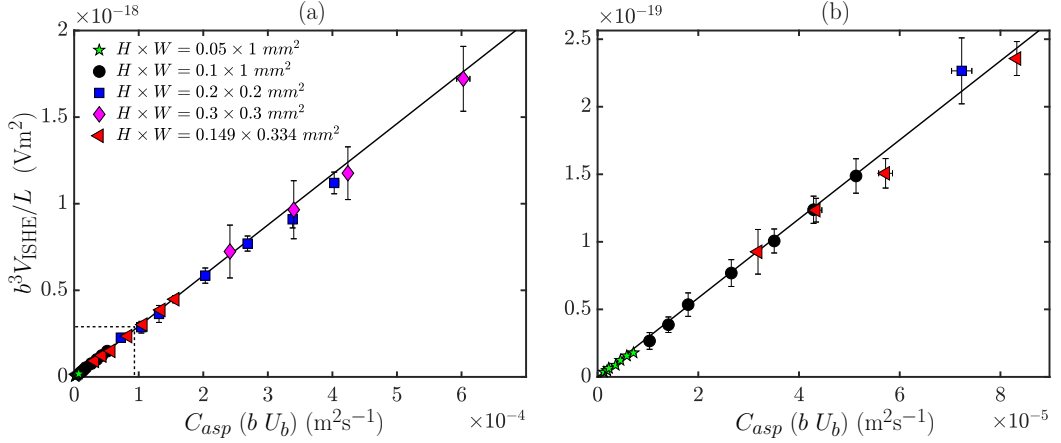 (a)
×10⁻¹⁸
2
1.5
1
0.5
0
b³V_ISHE/L (Vm²)
H × W = 0.05 × 1 mm²
H × W = 0.1 × 1 mm²
H × W = 0.2 × 0.2 mm²
H × W = 0.3 × 0.3 mm²
H × W = 0.149 × 0.334 mm²
0 1 2 3 4 5 6
×10⁻⁴
C_asp (b U_b) (m²s⁻¹)
(b)
×10⁻¹⁹
2.5
2
1.5
1
0.5
0
0 2 4 6 8
×10⁻⁵
C_asp (b U_b) (m²s⁻¹)